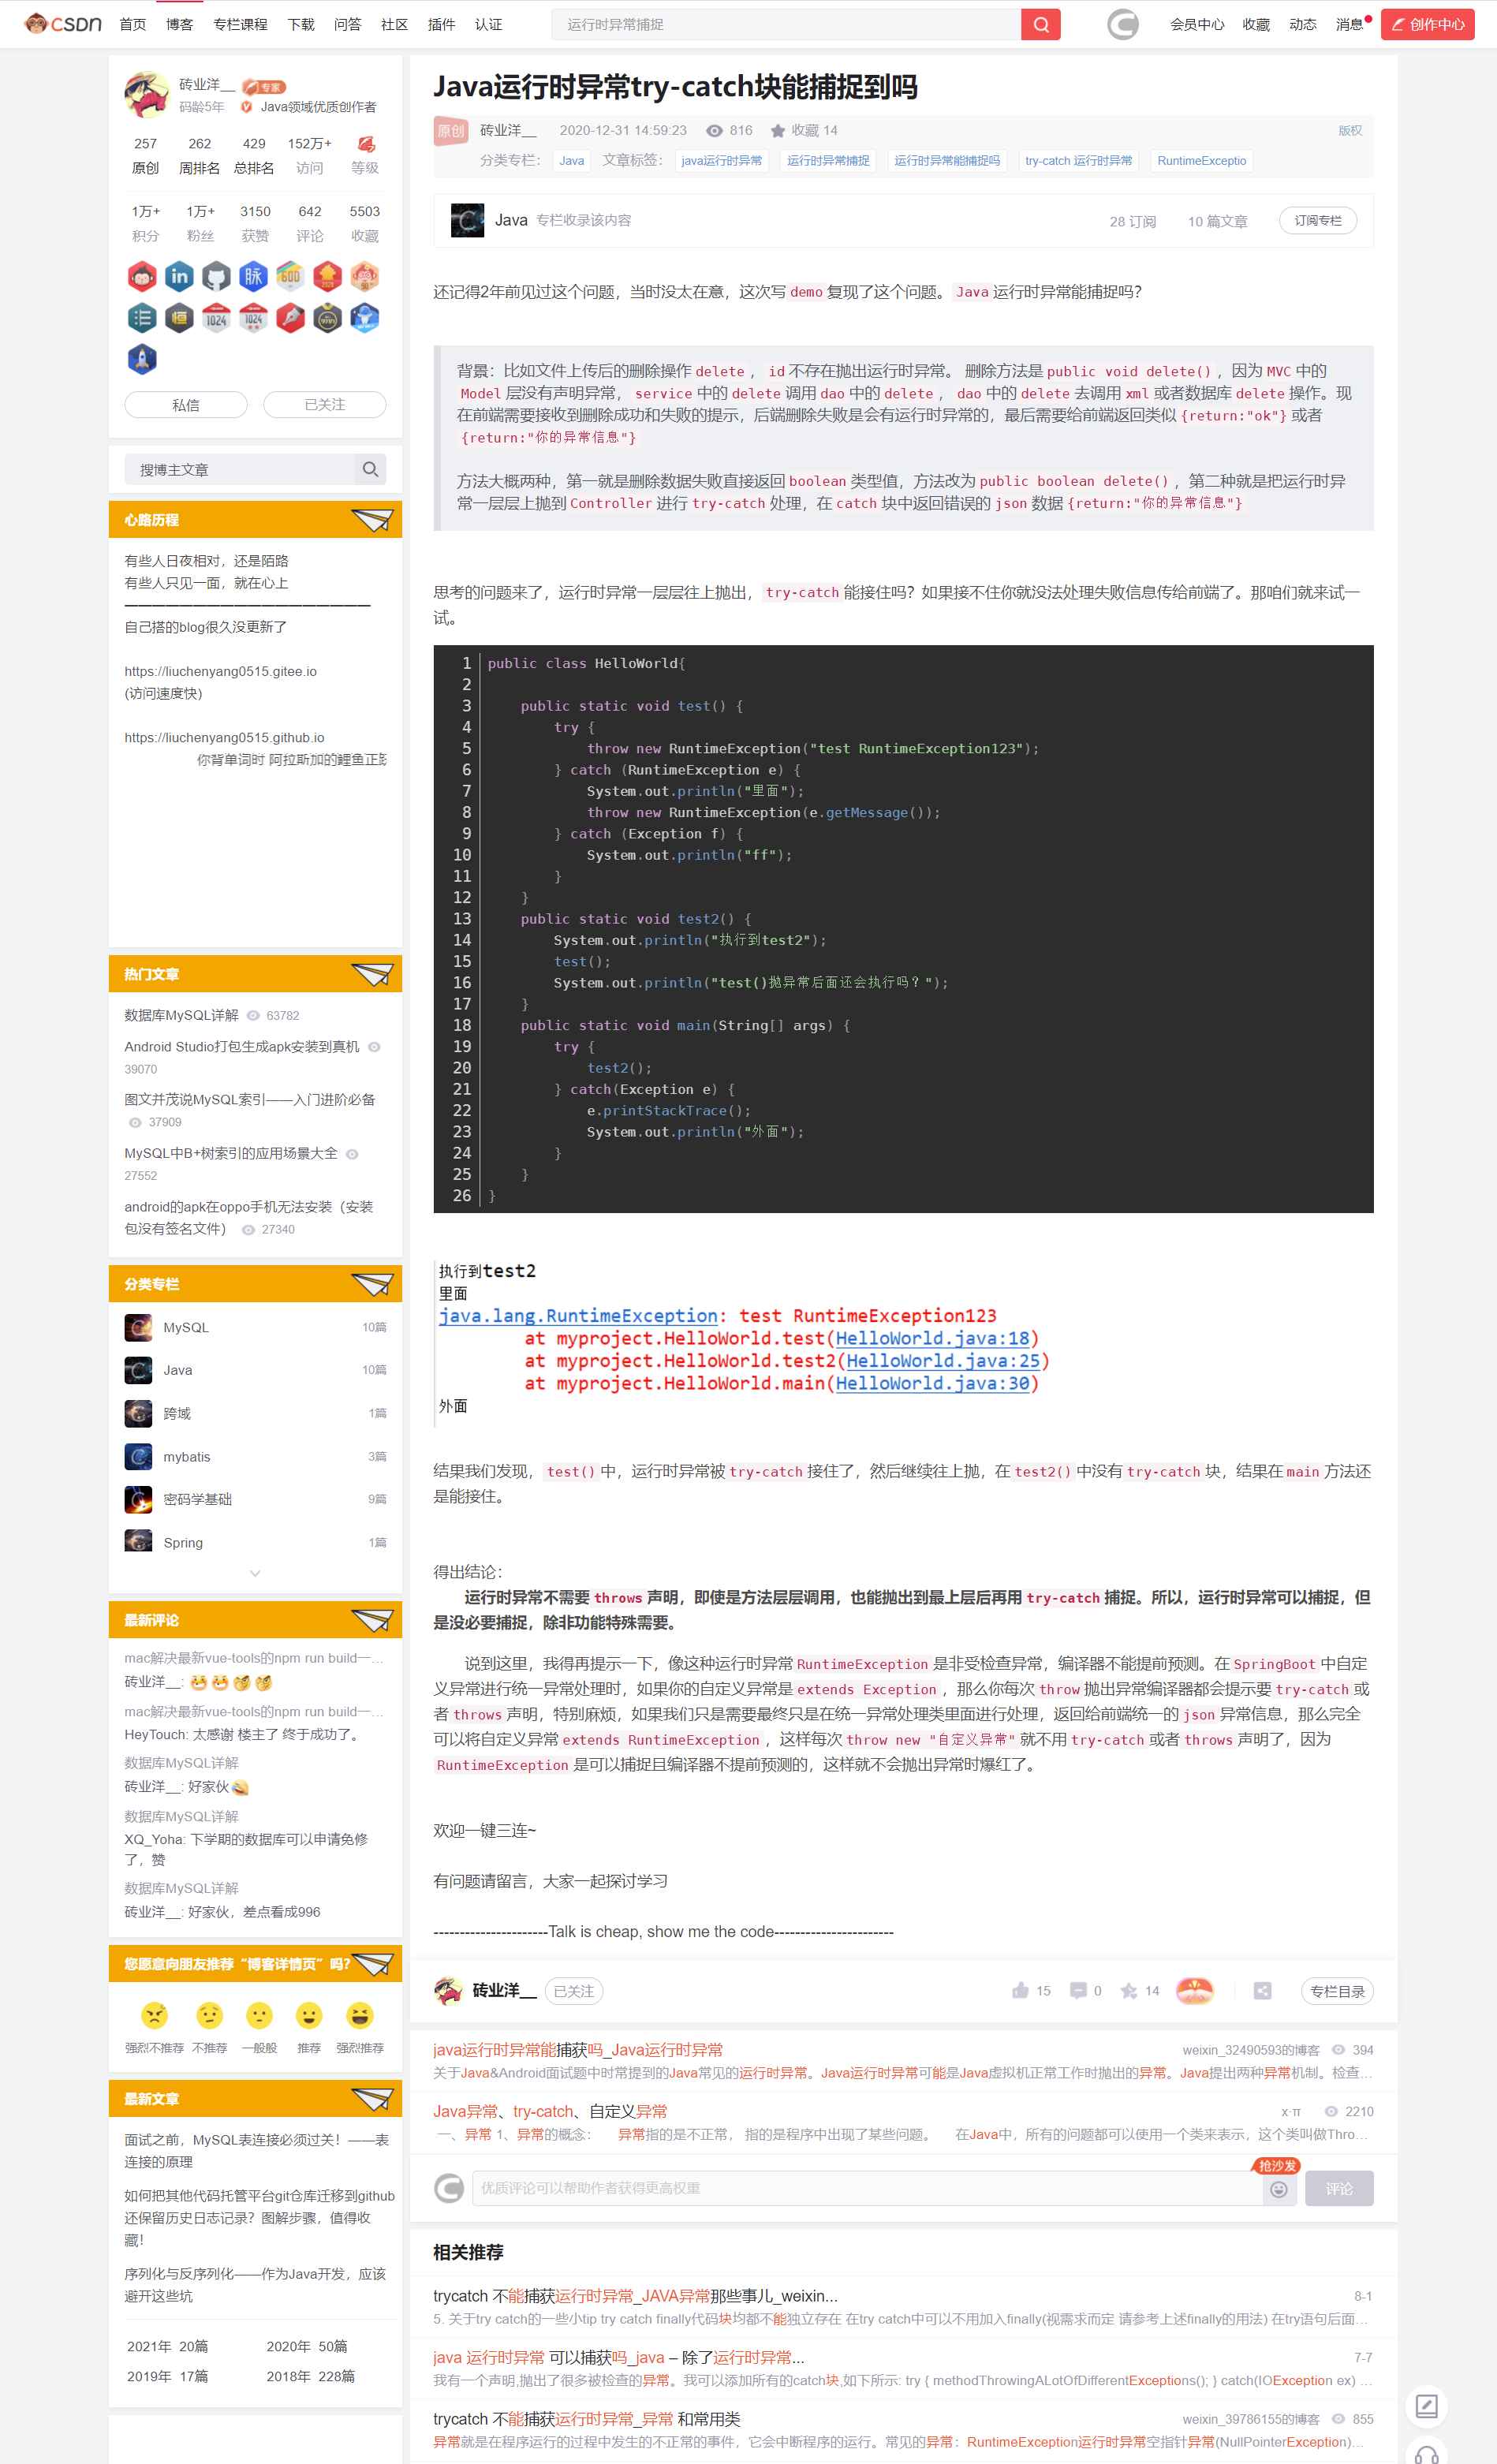 CSDN 首页 博客 专栏课程 下载 问答 社区 插件 认证 运行时异常捕捉 会员中心 收藏 动态 消息 创作中心
砖业洋__ 专家
码龄5年 Java领域优质创作者
257 262 429 152万+
原创 周排名 总排名 访问 等级
1万+ 1万+ 3150 642 5503
积分 粉丝 获赞 评论 收藏
私信 已关注
搜博主文章
心路历程
有些人日夜相对，还是陌路
有些人只见一面，就在心上
——————————————————
自己搭的blog很久没更新了
https://liuchenyang0515.gitee.io
(访问速度快)
https://liuchenyang0515.github.io
你背单词时 阿拉斯加的鲤鱼正
热门文章
数据库MySQL详解 63782
Android Studio打包生成apk安装到真机
39070
图文并茂说MySQL索引——入门进阶必备
37909
MySQL中B+树索引的应用场景大全
27552
android的apk在oppo手机无法安装（安装
包没有签名文件） 27340
分类专栏
MySQL 10篇
Java 10篇
跨域 1篇
mybatis 3篇
密码学基础 9篇
Spring 1篇
最新评论
mac解决最新vue-tools的npm run build一...
砖业洋__:
mac解决最新vue-tools的npm run build一...
HeyTouch: 太感谢 楼主了 终于成功了。
数据库MySQL详解
砖业洋__: 好家伙
数据库MySQL详解
XQ_Yoha: 下学期的数据库可以申请免修
了，赞
数据库MySQL详解
砖业洋__: 好家伙，差点看成996
您愿意向朋友推荐“博客详情页”吗？
强烈不推荐 不推荐 一般般 推荐 强烈推荐
最新文章
面试之前，MySQL表连接必须过关！——表
连接的原理
如何把其他代码托管平台git仓库迁移到github
还保留历史日志记录？图解步骤，值得收
藏！
序列化与反序列化——作为Java开发，应该
避开这些坑
2021年 20篇 2020年 50篇
2019年 17篇 2018年 228篇
Java运行时异常try-catch块能捕捉到吗
原创 砖业洋__ 2020-12-31 14:59:23 816 收藏 14 版权
分类专栏： Java 文章标签： java运行时异常 运行时异常捕捉 运行时异常能捕捉吗 try-catch 运行时异常 RuntimeExceptio
Java 专栏收录该内容 28 订阅 10 篇文章 订阅专栏
还记得2年前见过这个问题，当时没太在意，这次写 demo 复现了这个问题。Java 运行时异常能捕捉吗？
背景：比如文件上传后的删除操作 delete ，id 不存在抛出运行时异常。 删除方法是 public void delete() ，因为 MVC 中的
Model 层没有声明异常， service 中的 delete 调用 dao 中的 delete ， dao 中的 delete 去调用 xml 或者数据库 delete 操作。现
在前端需要接收到删除成功和失败的提示，后端删除失败是会有运行时异常的，最后需要给前端返回类似 {return:"ok"} 或者
{return:"你的异常信息"}
方法大概两种，第一就是删除数据失败直接返回 boolean 类型值，方法改为 public boolean delete() ，第二种就是把运行时异
常一层层上抛到 Controller 进行 try-catch 处理，在 catch 块中返回错误的 json 数据 {return:"你的异常信息"}
思考的问题来了，运行时异常一层层往上抛出， try-catch 能接住吗？如果接不住你就没法处理失败信息传给前端了。那咱们就来试一
试。
1 public class HelloWorld{
2
3     public static void test() {
4         try {
5             throw new RuntimeException("test RuntimeException123");
6         } catch (RuntimeException e) {
7             System.out.println("里面");
8             throw new RuntimeException(e.getMessage());
9         } catch (Exception f) {
10             System.out.println("ff");
11         }
12     }
13     public static void test2() {
14         System.out.println("执行到test2");
15         test();
16         System.out.println("test()抛异常后面还会执行吗？");
17     }
18     public static void main(String[] args) {
19         try {
20             test2();
21         } catch(Exception e) {
22             e.printStackTrace();
23             System.out.println("外面");
24         }
25     }
26 }
执行到test2
里面
java.lang.RuntimeException: test RuntimeException123
at myproject.HelloWorld.test(HelloWorld.java:18)
at myproject.HelloWorld.test2(HelloWorld.java:25)
at myproject.HelloWorld.main(HelloWorld.java:30)
外面
结果我们发现， test() 中，运行时异常被 try-catch 接住了，然后继续往上抛，在 test2() 中没有 try-catch 块，结果在 main 方法还
是能接住。
得出结论：
运行时异常不需要 throws 声明，即使是方法层层调用，也能抛出到最上层后再用 try-catch 捕捉。所以，运行时异常可以捕捉，但
是没必要捕捉，除非功能特殊需要。
说到这里，我得再提示一下，像这种运行时异常 RuntimeException 是非受检查异常，编译器不能提前预测。在 SpringBoot 中自定
义异常进行统一异常处理时，如果你的自定义异常是 extends Exception ，那么你每次 throw 抛出异常编译器都会提示要 try-catch 或
者 throws 声明，特别麻烦，如果我们只是需要最终只是在统一异常处理类里面进行处理，返回给前端统一的 json 异常信息，那么完全
可以将自定义异常 extends RuntimeException ，这样每次 throw new "自定义异常" 就不用 try-catch 或者 throws 声明了，因为
RuntimeException 是可以捕捉且编译器不提前预测的，这样就不会抛出异常时爆红了。
欢迎一键三连~
有问题请留言，大家一起探讨学习
----------------------Talk is cheap, show me the code-----------------------
砖业洋__ 已关注 15 0 14 专栏目录
java运行时异常能捕获吗_Java运行时异常 weixin_32490593的博客 394
关于Java&Android面试题中时常提到的Java常见的运行时异常。Java运行时异常可能是Java虚拟机正常工作时抛出的异常。Java提出两种异常机制。检查...
Java异常、try-catch、自定义异常 x·π 2210
一、异常 1、异常的概念： 异常指的是不正常， 指的是程序中出现了某些问题。 在Java中，所有的问题都可以使用一个类来表示，这个类叫做Thro...
抢沙发
优质评论可以帮助作者获得更高权重 评论
相关推荐
trycatch 不能捕获运行时异常_JAVA异常那些事儿_weixin... 8-1
5. 关于try catch的一些小tip try catch finally代码块均都不能独立存在 在try catch中可以不用加入finally(视需求而定 请参考上述finally的用法) 在try语句后面...
java 运行时异常 可以捕获吗_java – 除了运行时异常... 7-7
我有一个声明,抛出了很多被检查的异常。我可以添加所有的catch块,如下所示: try { methodThrowingALotOfDifferentExceptions(); } catch(IOException ex) ...
trycatch 不能捕获运行时异常_异常 和常用类 weixin_39786155的博客 855
异常就是在程序运行的过程中发生的不正常的事件，它会中断程序的运行。常见的异常：RuntimeException运行时异常空指针异常(NullPointerException)...